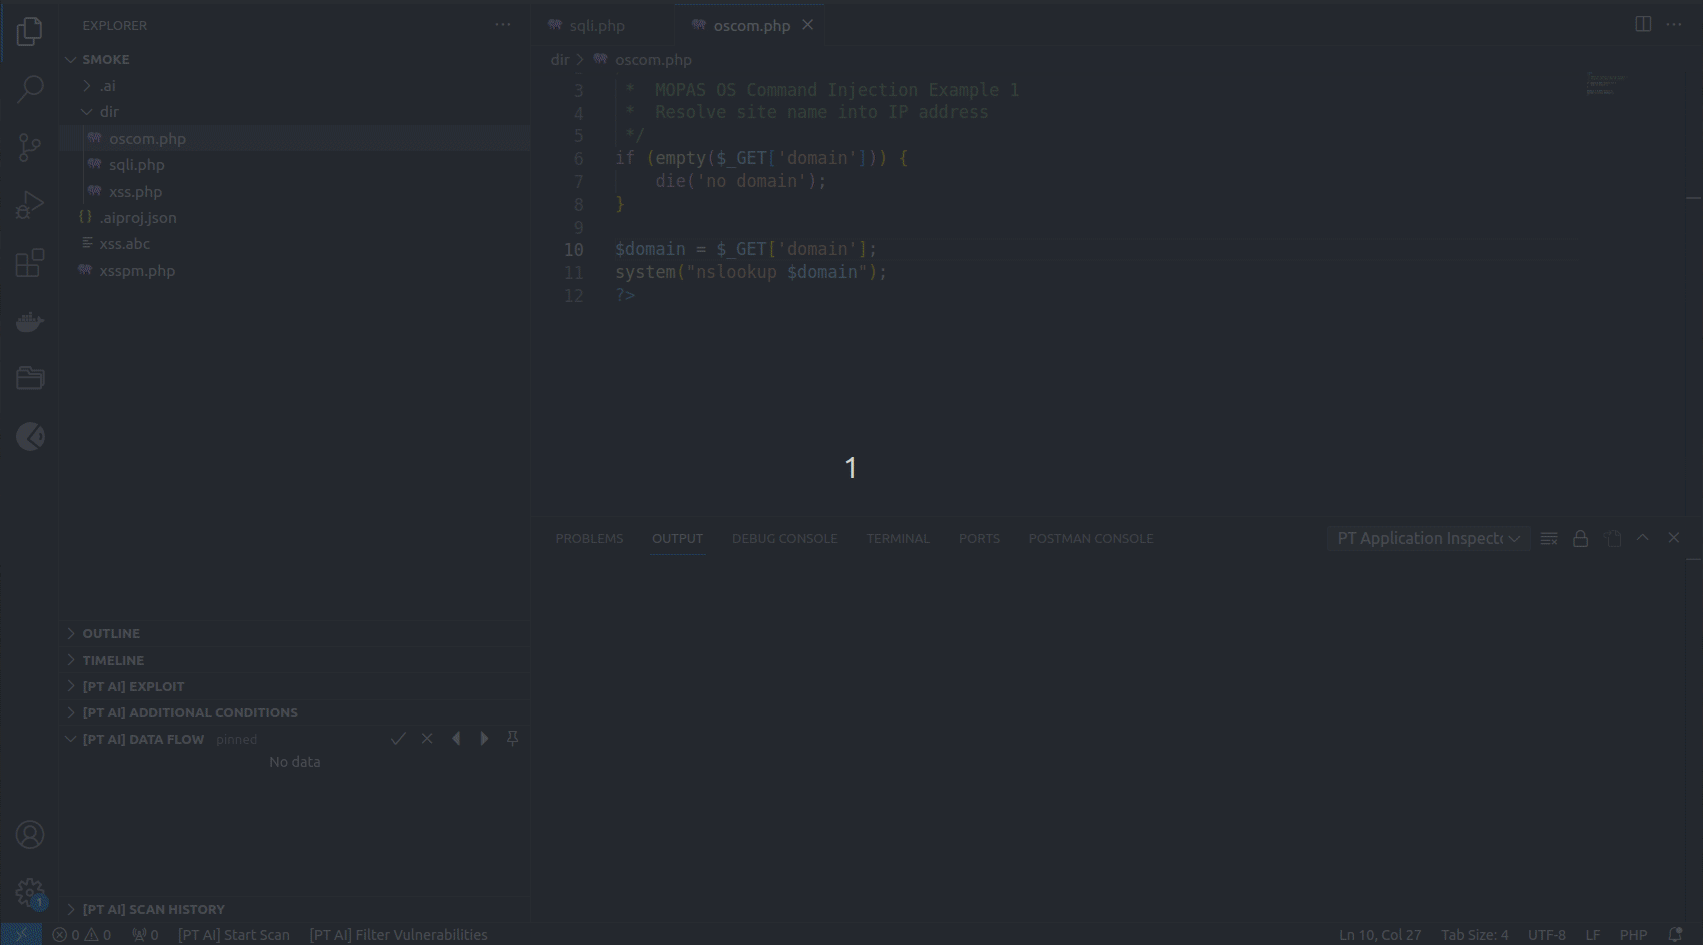 EXPLORER
SMOKE
.ai
dir
oscom.php
sqli.php
xss.php
.aiproj.json
xss.abc
xsspm.php
OUTLINE
TIMELINE
[PT AI] EXPLOIT
[PT AI] ADDITIONAL CONDITIONS
[PT AI] DATA FLOW pinned
No data
[PT AI] SCAN HISTORY
sqli.php
oscom.php
dir > oscom.php
3 * MOPAS OS Command Injection Example 1
4 * Resolve site name into IP address
5 */
6 if (empty($_GET['domain'])) {
7 die('no domain');
8 }
9
10 $domain = $_GET['domain'];
11 system("nslookup $domain");
12 ?>
1
PROBLEMS OUTPUT DEBUG CONSOLE TERMINAL PORTS POSTMAN CONSOLE
PT Application Inspect
1
0 0 0 [PT AI] Start Scan [PT AI] Filter Vulnerabilities
Ln 10, Col 27 Tab Size: 4 UTF-8 LF PHP